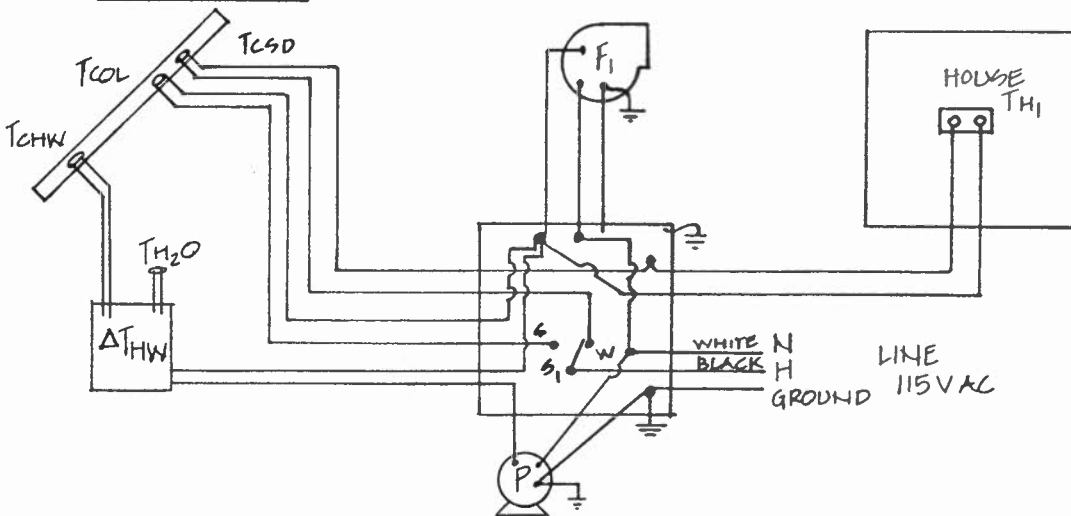 TCSD
TCOL
TCHW
TH2O
ΔTHW
F1
HOUSE
TH1
S
W
S1
WHITE N
BLACK H
GROUND
LINE
115VAC
P